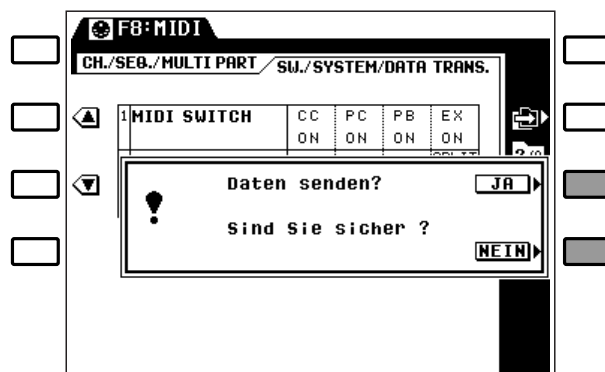 F8:MIDI
CH./SEQ./MULTI PART SW./SYSTEM/DATA TRANS.
1 MIDI SWITCH CC PC PB EX
ON ON ON ON
Daten senden? JA
Sind Sie sicher ?
NEIN